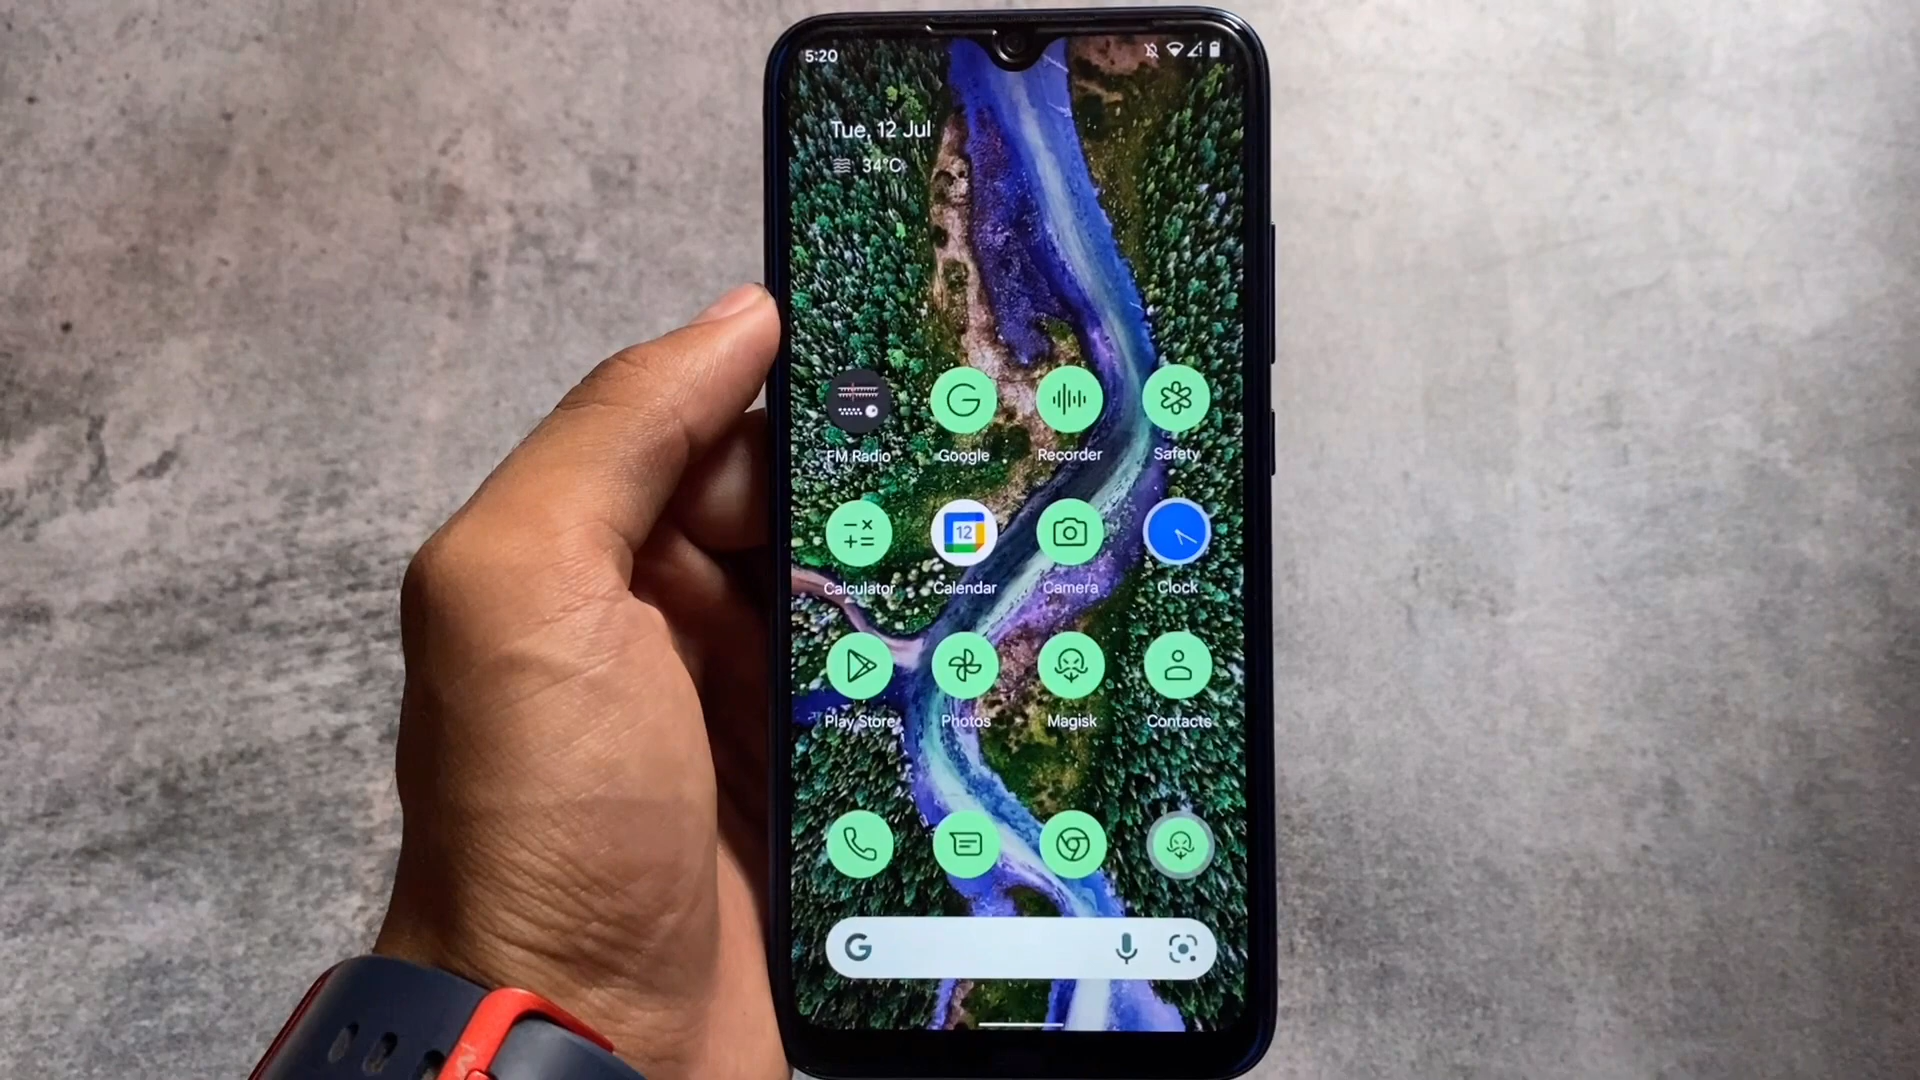 5:20
Tue, 12 Jul
34°C
FM Radio Google Recorder Safety
12
Calculator Calendar Camera Clock
Play Store Photos Magisk Contacts
G